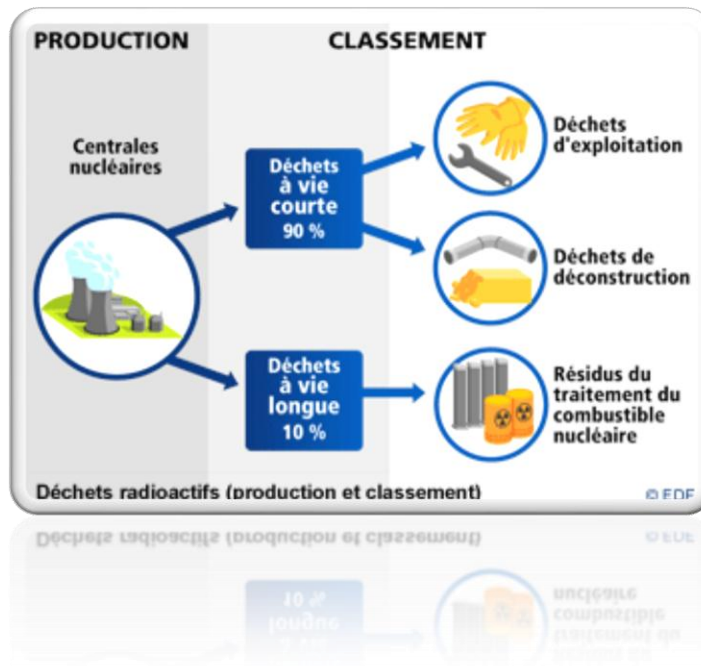 PRODUCTION
CLASSEMENT
Centrales
nucléaires
Déchets
à vie
courte
90 %
Déchets
d'exploitation
Déchets de
déconstruction
Déchets
à vie
longue
10 %
Résidus du
traitement du
combustible
nucléaire
Déchets radioactifs (production et classement)
© EDF